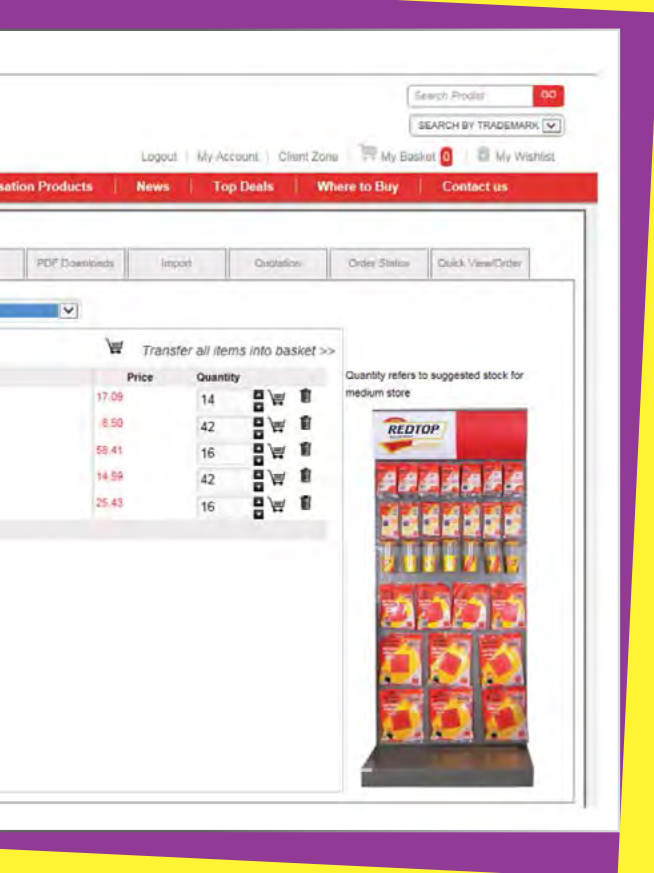 Search Prodlist GO
SEARCH BY TRADEMARK
Logout | My Account | Client Zone My Basket 0 | My Wishlist
sation Products | News | Top Deals | Where to Buy | Contact us
PDF Downloads Import Quotation Order Status Quick View/Order
Transfer all items into basket >>
Price Quantity
17.09 14
8.50 42
58.41 16
14.59 42
25.43 16
Quantity refers to suggested stock for
medium store
REDTOP